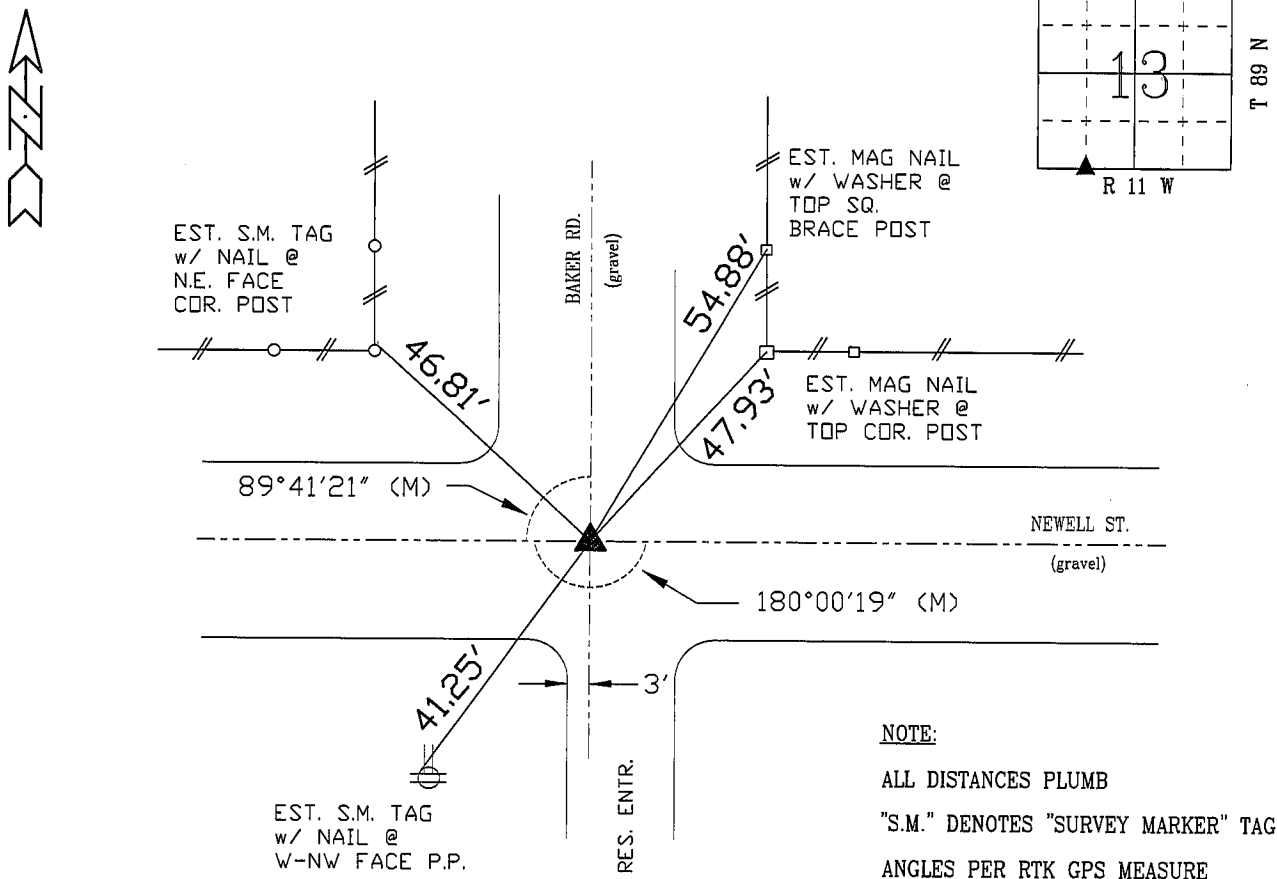 N
13
T 89 N
R 11 W
EST. MAG NAIL
w/ WASHER @
TOP SQ.
BRACE POST
EST. S.M. TAG
w/ NAIL @
N.E. FACE
COR. POST
BAKER RD.
(gravel)
54.88'
46.81'
47.93'
EST. MAG NAIL
w/ WASHER @
TOP COR. POST
89°41'21" (M)
NEWELL ST.
(gravel)
180°00'19" (M)
41.25'
3'
RES. ENTR.
EST. S.M. TAG
w/ NAIL @
W-NW FACE P.P.
NOTE:
ALL DISTANCES PLUMB
"S.M." DENOTES "SURVEY MARKER" TAG
ANGLES PER RTK GPS MEASURE